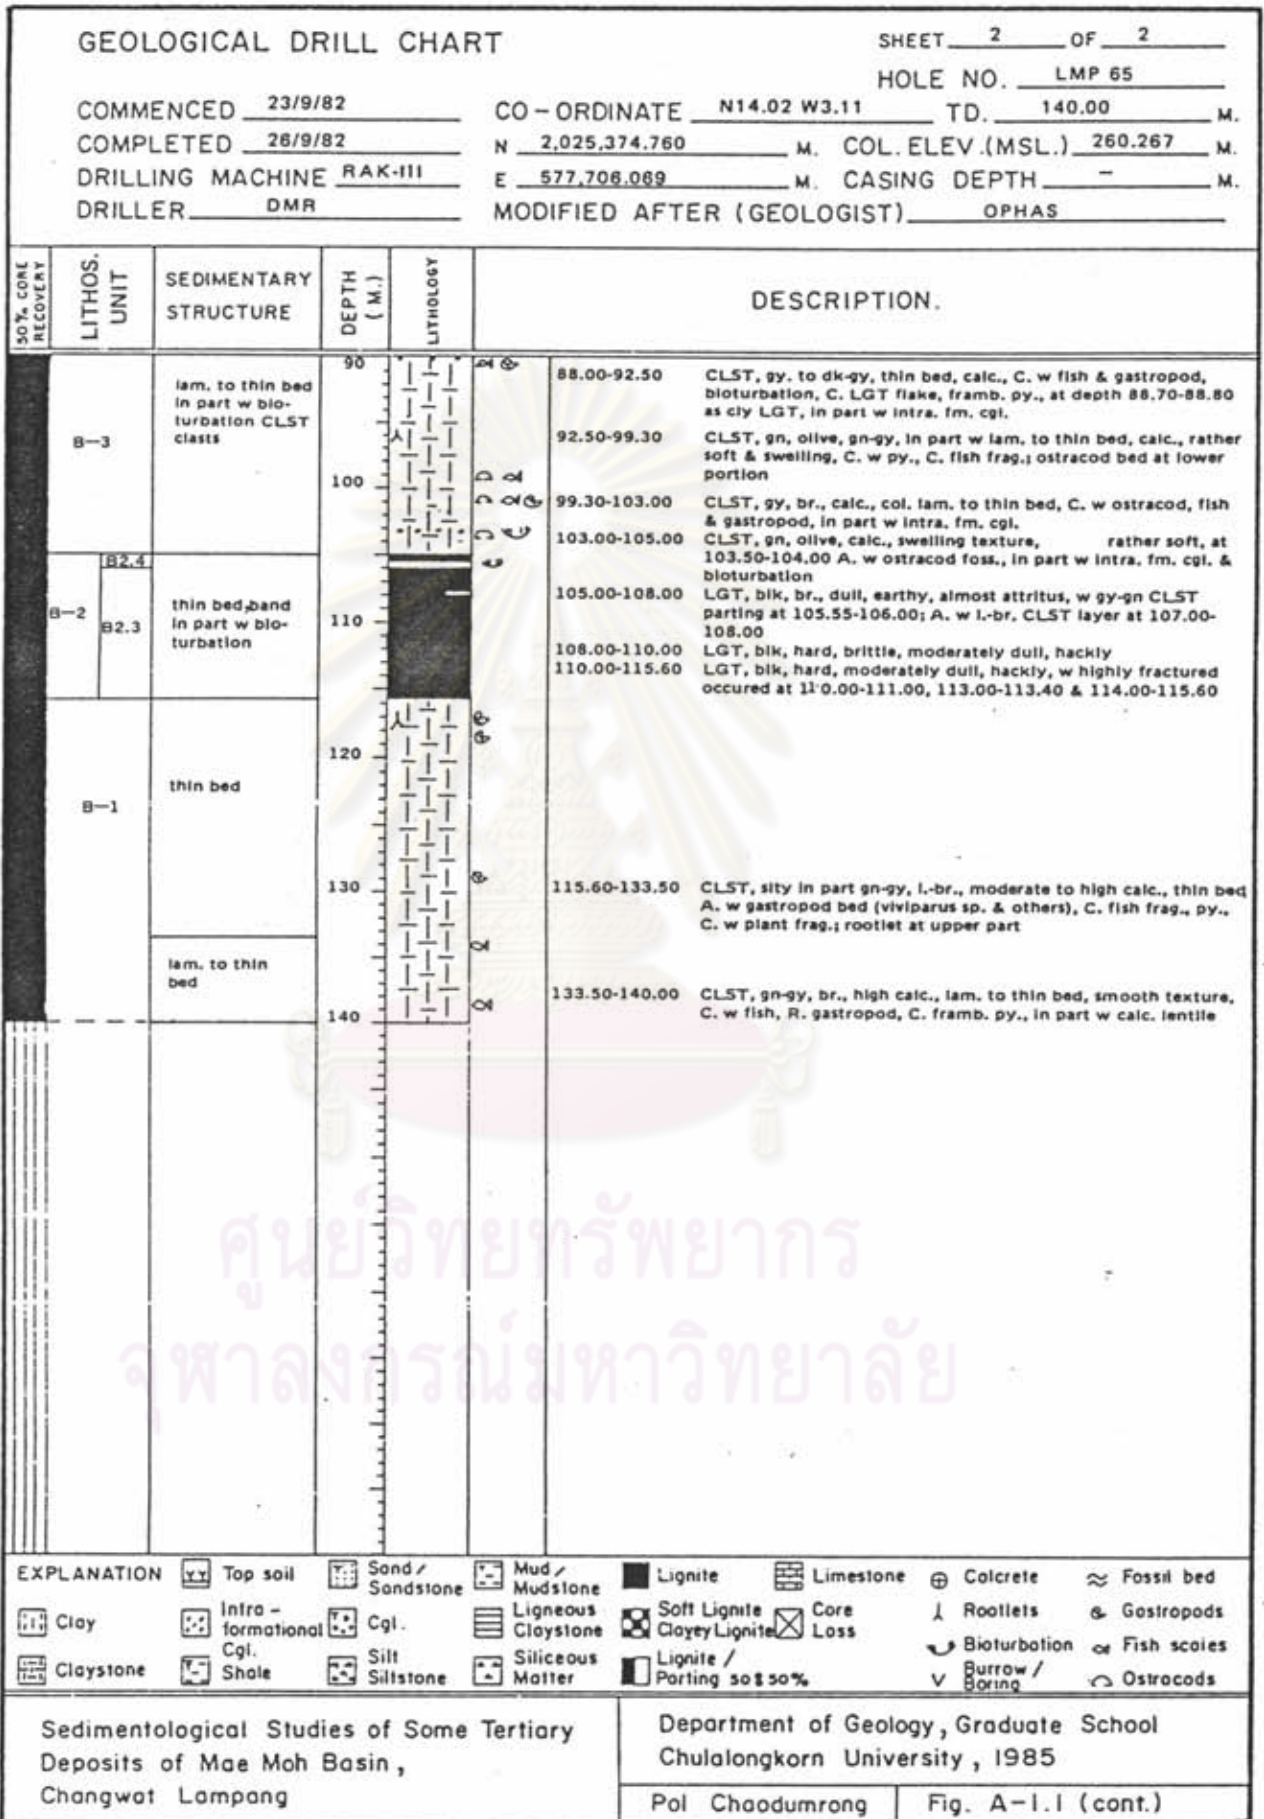 GEOLOGICAL DRILL CHART
SHEET 2 OF 2
HOLE NO. LMP 65
COMMENCED 23/9/82
CO-ORDINATE N14.02 W3.11 TD. 140.00 M.
COMPLETED 26/9/82
N 2,025,374.760 M. COL. ELEV.(MSL.) 260.267 M.
DRILLING MACHINE RAK-III
E 577,706.069 M. CASING DEPTH - M.
DRILLER DMR
MODIFIED AFTER (GEOLOGIST) OPHAS
50% CORE
RECOVERY
LITHOS.
UNIT
SEDIMENTARY
STRUCTURE
DEPTH
(M.)
LITHOLOGY
DESCRIPTION.
B-3
lam. to thin bed
in part w bio-
turbation CLST
clasts
B2.4
B-2
B2.3
thin bed, band
in part w bio-
turbation
B-1
thin bed
lam. to thin
bed
90
100
110
120
130
140
88.00-92.50 CLST, gy. to dk-gy, thin bed, calc., C. w fish & gastropod,
bioturbation, C. LGT flake, framb. py., at depth 88.70-88.80
as cly LGT, in part w intra. fm. cgl.
92.50-99.30 CLST, gn, olive, gn-gy, in part w lam. to thin bed, calc., rather
soft & swelling, C. w py., C. fish frag.; ostracod bed at lower
portion
99.30-103.00 CLST, gy, br., calc., col. lam. to thin bed, C. w ostracod, fish
& gastropod, in part w intra. fm. cgl.
103.00-105.00 CLST, gn, olive, calc., swelling texture, rather soft, at
103.50-104.00 A. w ostracod foss., in part w intra. fm. cgl. &
bioturbation
105.00-108.00 LGT, blk, br., dull, earthy, almost attritus, w gy-gn CLST
parting at 105.55-106.00; A. w l.-br. CLST layer at 107.00-
108.00
108.00-110.00 LGT, blk, hard, brittle, moderately dull, hackly
110.00-115.60 LGT, blk, hard, moderately dull, hackly, w highly fractured
occured at 110.00-111.00, 113.00-113.40 & 114.00-115.60
115.60-133.50 CLST, slty in part gn-gy, l.-br., moderate to high calc., thin bed
A. w gastropod bed (viviparus sp. & others), C. fish frag., py.,
C. w plant frag.; rootlet at upper part
133.50-140.00 CLST, gn-gy, br., high calc., lam. to thin bed, smooth texture,
C. w fish, R. gastropod, C. framb. py., in part w calc. lentile
ศูนย์วิทยทรัพยากร
จุฬาลงกรณ์มหาวิทยาลัย
EXPLANATION
Top soil
Sand /
Sandstone
Mud /
Mudstone
Lignite
Limestone
Calcrete
Fossil bed
Clay
Intra-
formational
Cgl.
Cgl.
Ligneous
Claystone
Soft Lignite
Clayey Lignite
Core
Loss
Rootlets
Gastropods
Bioturbation
Fish scales
Claystone
Shale
Silt
Siltstone
Siliceous
Matter
Lignite /
Parting 50:50%
Burrow /
Boring
Ostracods
Sedimentological Studies of Some Tertiary
Deposits of Mae Moh Basin,
Changwat Lampang
Department of Geology, Graduate School
Chulalongkorn University, 1985
Pol Chaodumrong
Fig. A-1.1 (cont.)